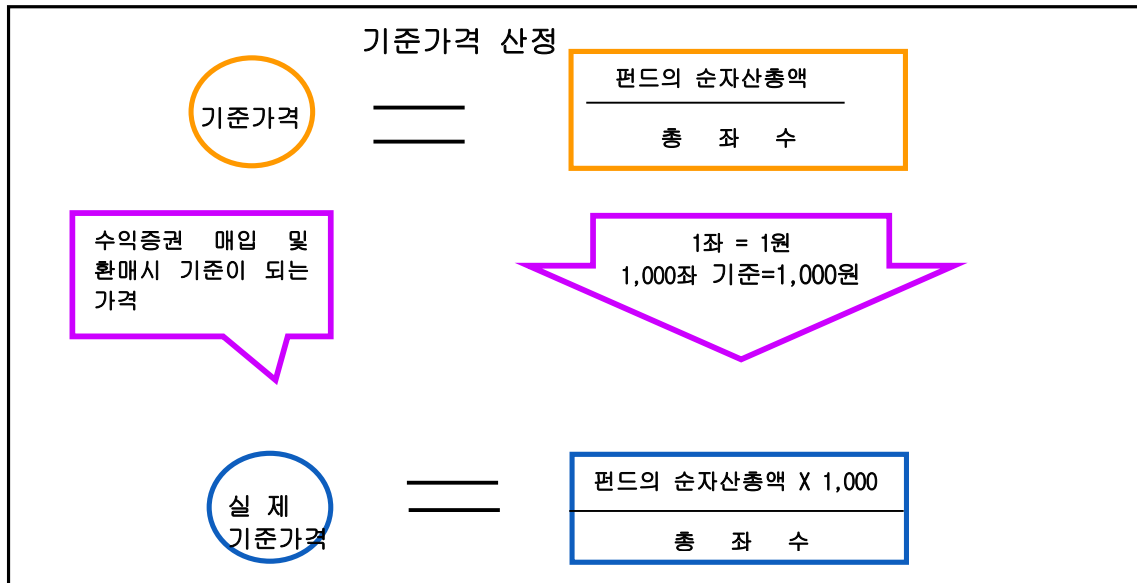 기준가격 산정
기준가격
펀드의 순자산총액
총 좌 수
수익증권 매입 및
환매시 기준이 되는
가격
1좌 = 1원
1,000좌 기준=1,000원
실 제
기준가격
펀드의 순자산총액 X 1,000
총 좌 수